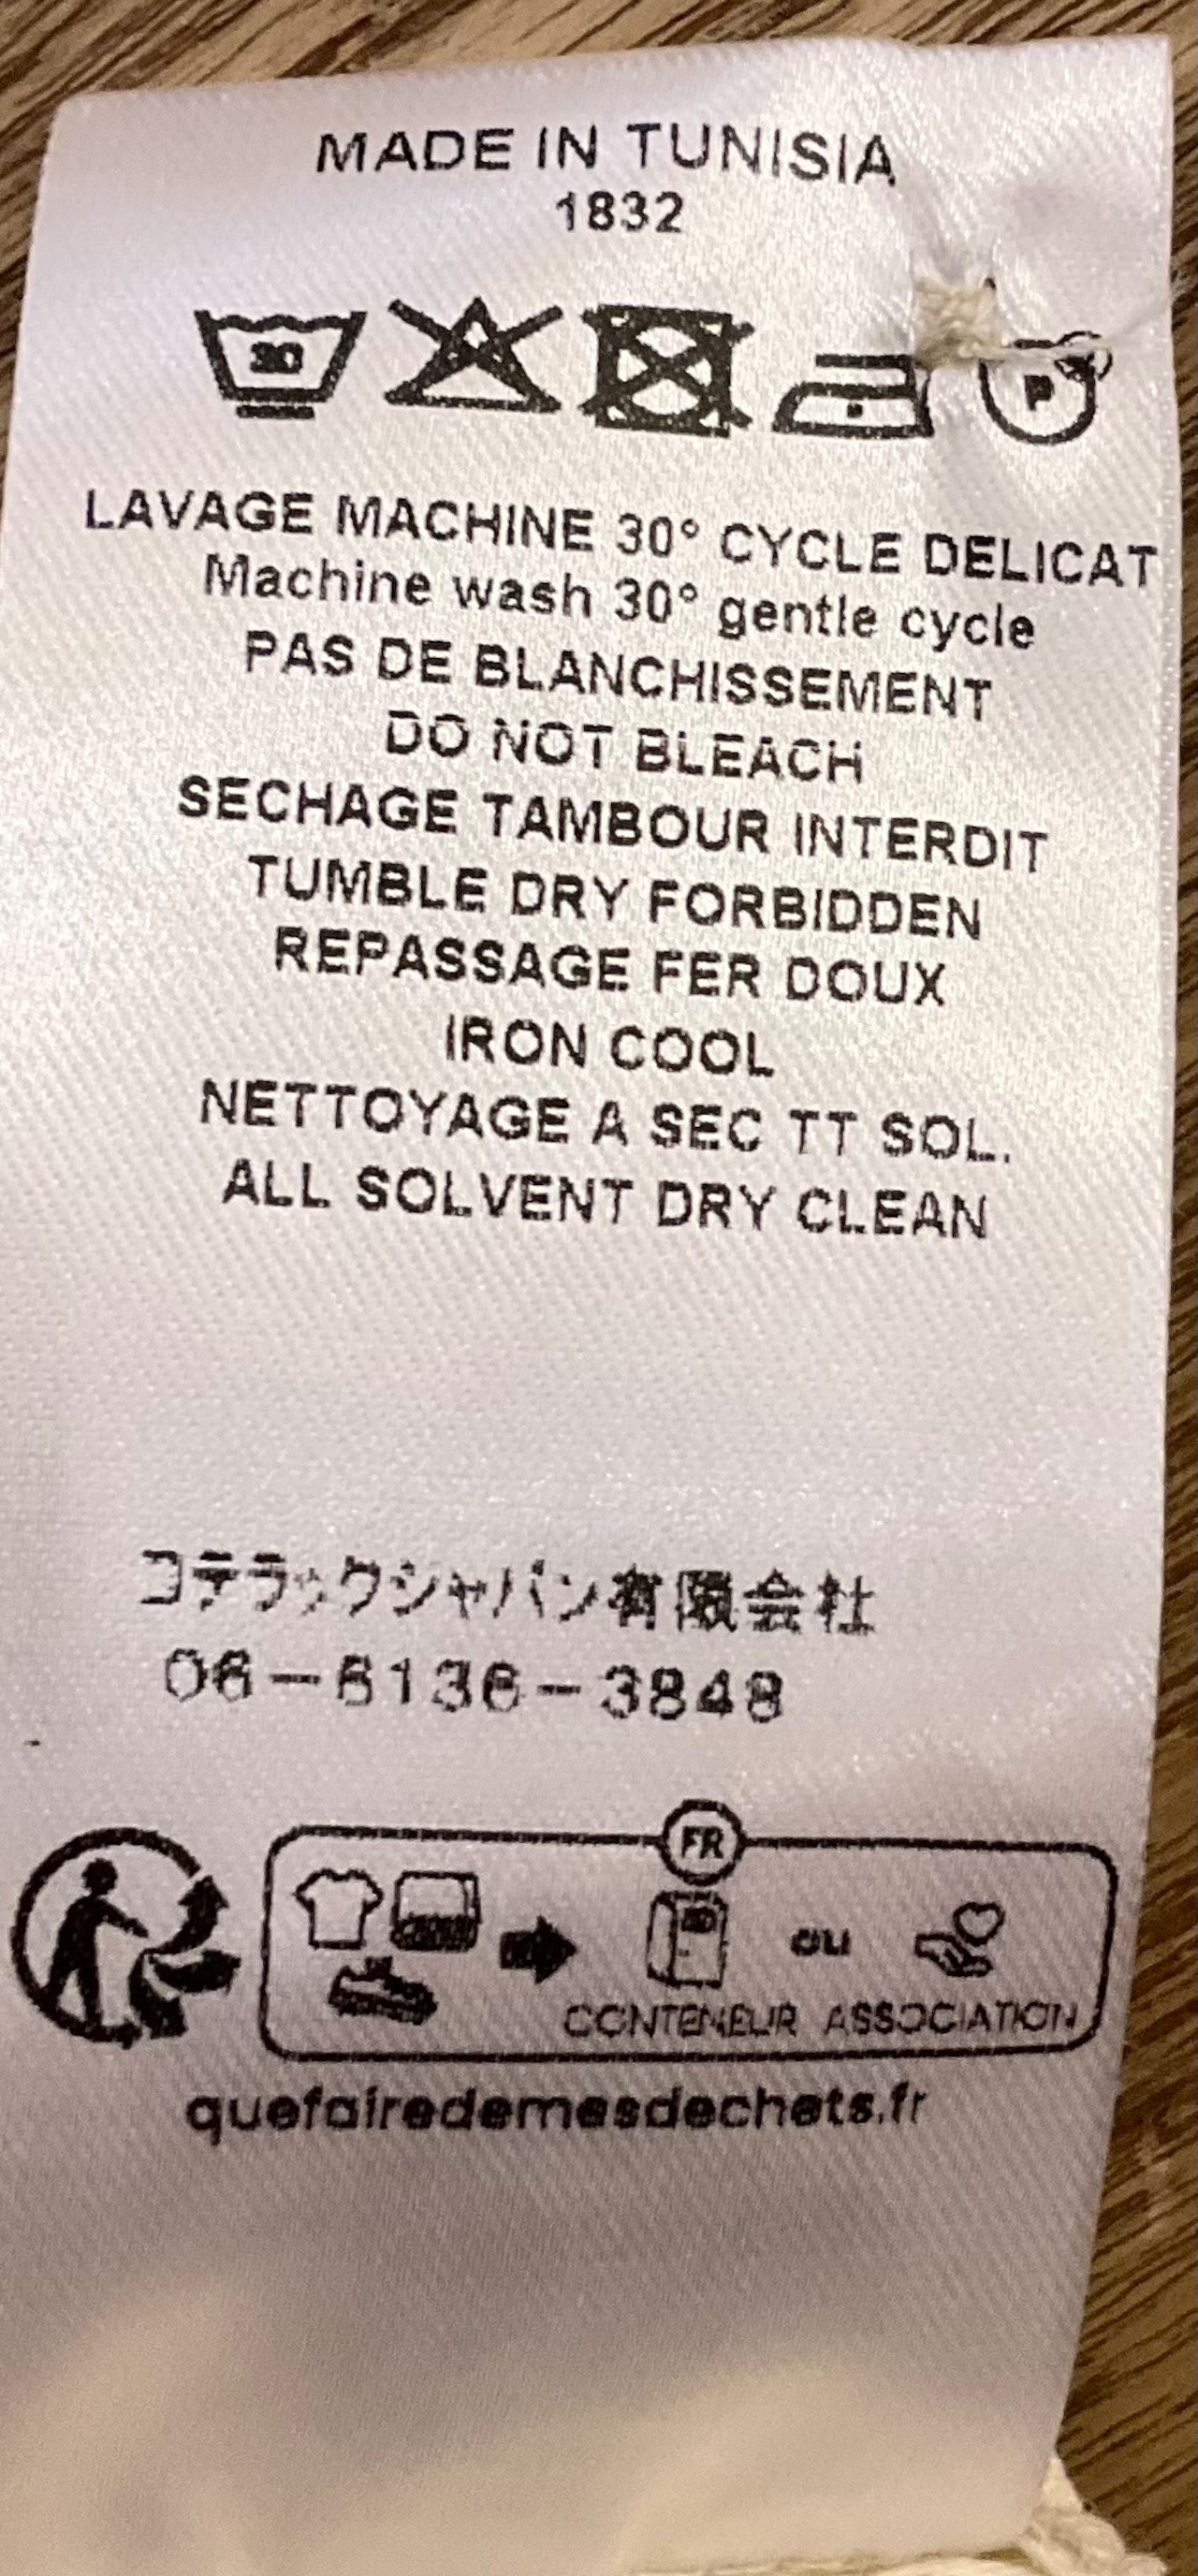 MADE IN TUNISIA
1832
30
P
LAVAGE MACHINE 30° CYCLE DELICAT
Machine wash 30° gentle cycle
PAS DE BLANCHISSEMENT
DO NOT BLEACH
SECHAGE TAMBOUR INTERDIT
TUMBLE DRY FORBIDDEN
REPASSAGE FER DOUX
IRON COOL
NETTOYAGE A SEC TT SOL.
ALL SOLVENT DRY CLEAN
コテラックジャパン有限会社
06-6136-3848
FR
ou
CONTENEUR ASSOCIATION
quefairedemesdechets.fr